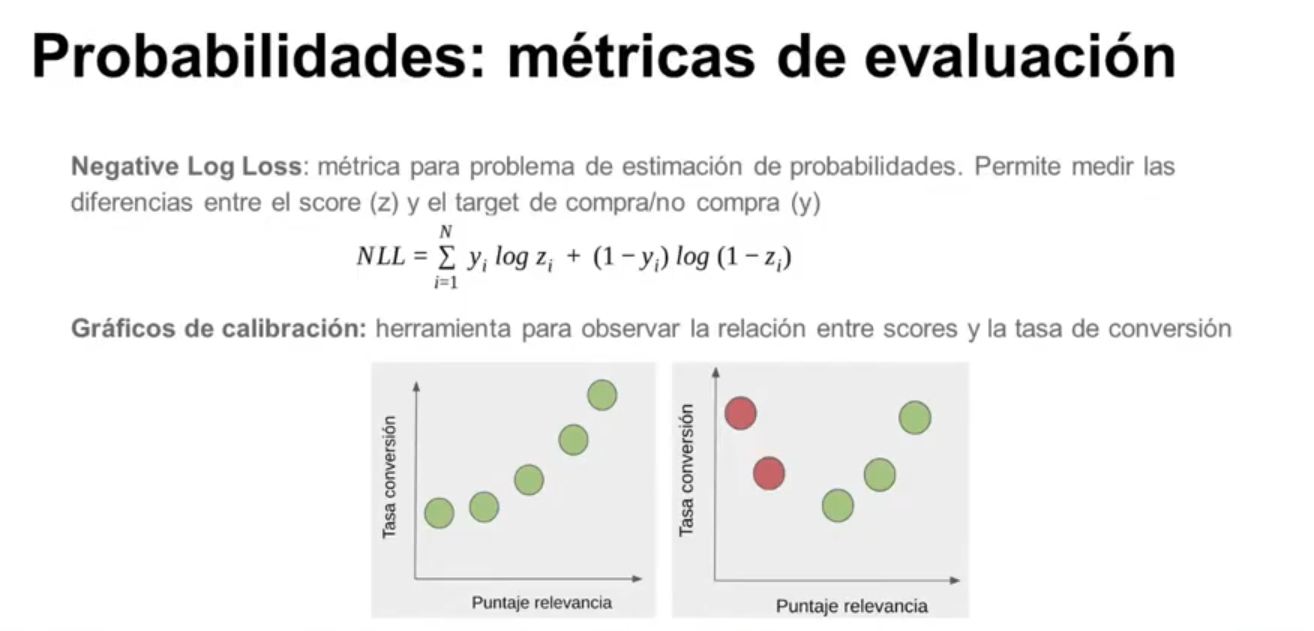 Probabilidades: métricas de evaluación
Negative Log Loss: métrica para problema de estimación de probabilidades. Permite medir las
diferencias entre el score (z) y el target de compra/no compra (y)
NLL = \sum_{i=1}^{N} y_i log z_i + (1 − y_i) log (1 − z_i)
Gráficos de calibración: herramienta para observar la relación entre scores y la tasa de conversión
Tasa conversión
Puntaje relevancia
Tasa conversión
Puntaje relevancia